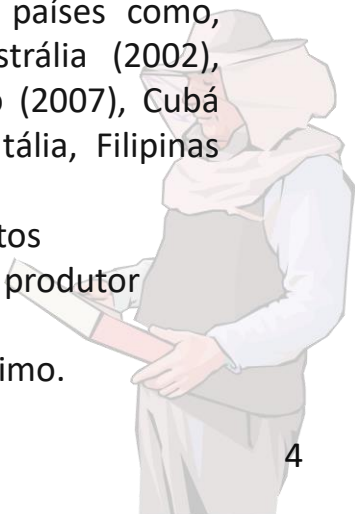 países como,
strália (2002),
(2007), Cubá
tália, Filipinas
tos
produtor
imo.
4